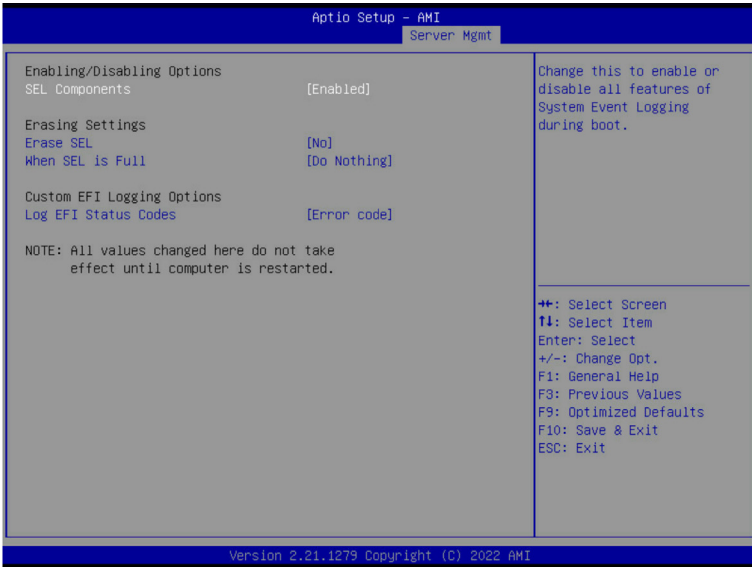 Aptio Setup – AMI
Server Mgmt
Enabling/Disabling Options
SEL Components [Enabled]
Erasing Settings
Erase SEL [No]
When SEL is Full [Do Nothing]
Custom EFI Logging Options
Log EFI Status Codes [Error code]
NOTE: All values changed here do not take
effect until computer is restarted.
Change this to enable or
disable all features of
System Event Logging
during boot.
→←: Select Screen
↑↓: Select Item
Enter: Select
+/-: Change Opt.
F1: General Help
F3: Previous Values
F9: Optimized Defaults
F10: Save & Exit
ESC: Exit
Version 2.21.1279 Copyright (C) 2022 AMI